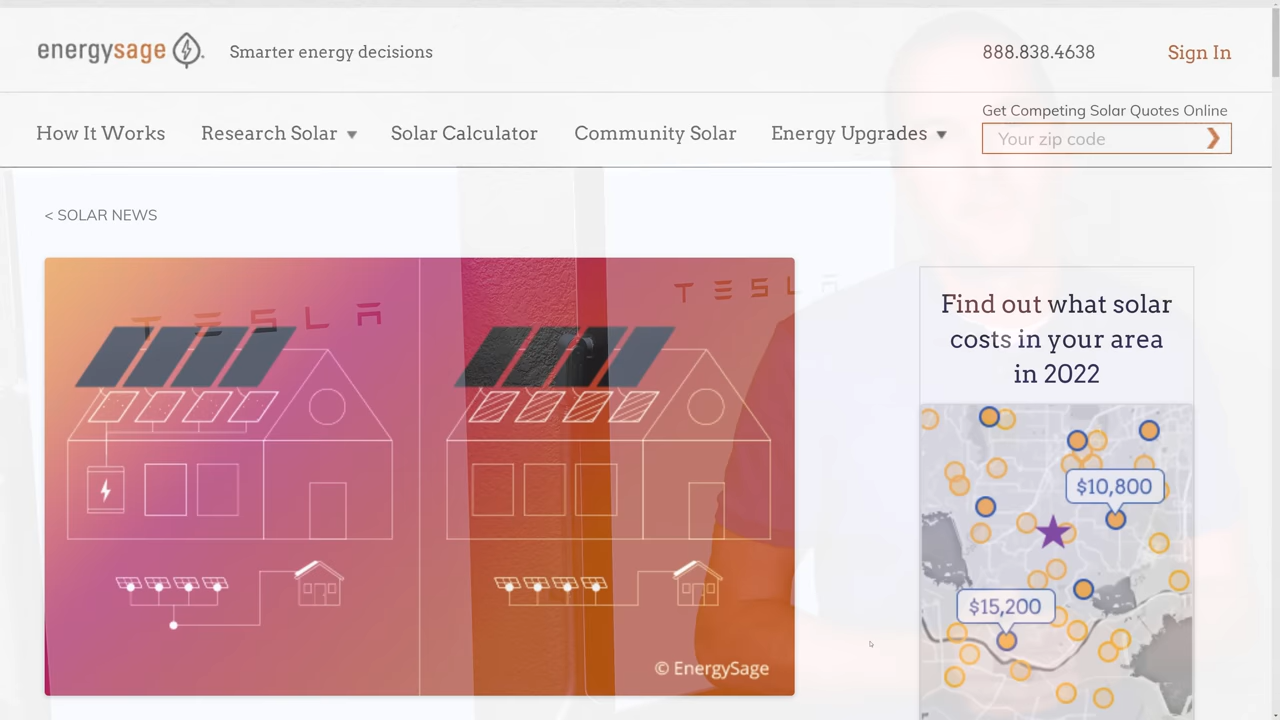 energysage
Smarter energy decisions
888.838.4638
Sign In
How It Works
Research Solar
Solar Calculator
Community Solar
Energy Upgrades
Get Competing Solar Quotes Online
Your zip code
< SOLAR NEWS
TESLA
TESLA
© EnergySage
Find out what solar
costs in your area
in 2022
$10,800
$15,200